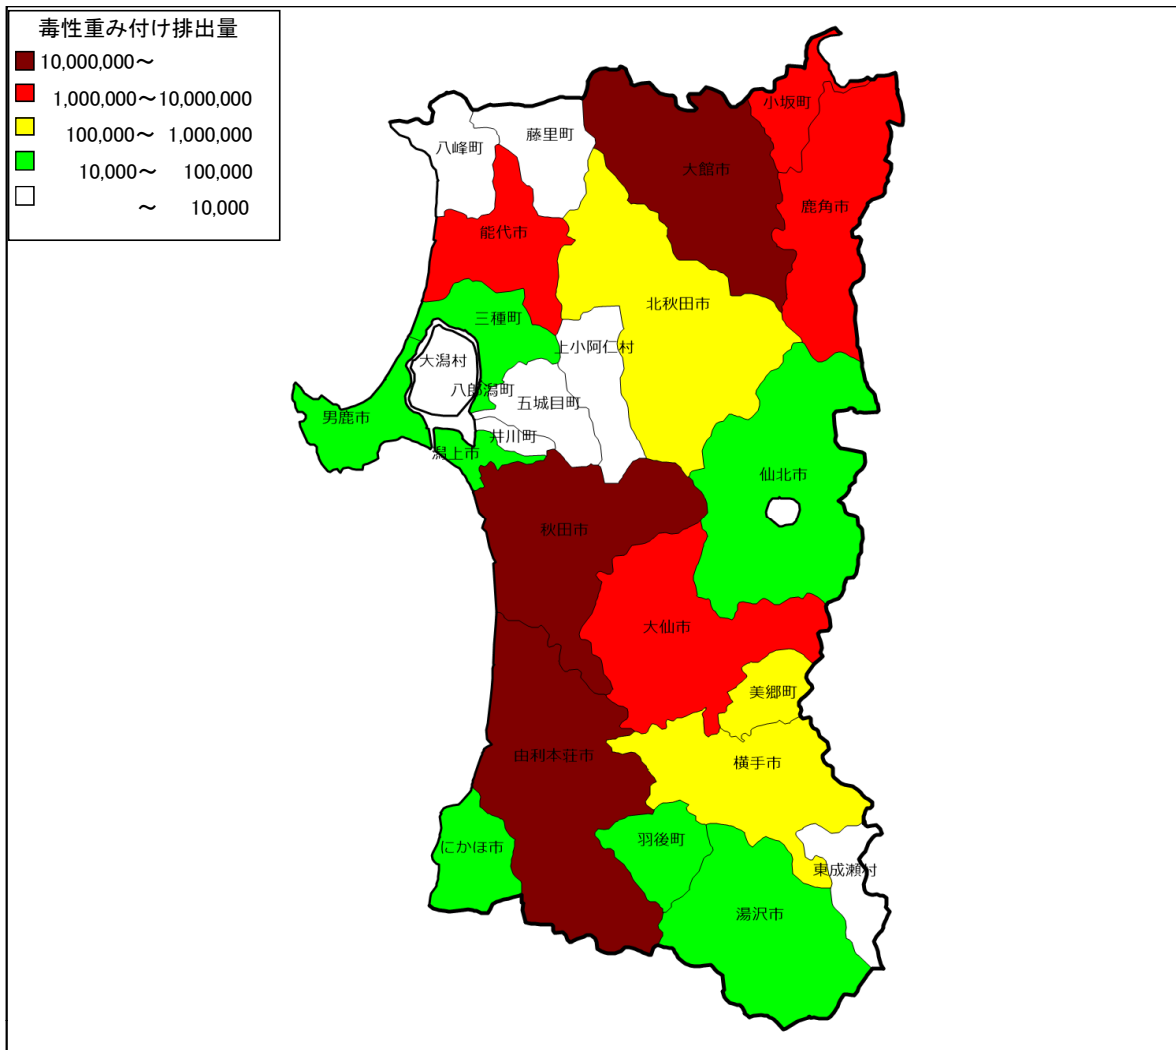 毒性重み付け排出量
10,000,000～
1,000,000～10,000,000
100,000～ 1,000,000
10,000～ 100,000
～ 10,000
小坂町
八峰町
藤里町
大館市
鹿角市
能代市
北秋田市
三種町
上小阿仁村
大潟村
八郎潟町
五城目町
男鹿市
井川町
潟上市
仙北市
秋田市
大仙市
美郷町
由利本荘市
横手市
にかほ市
羽後町
東成瀬村
湯沢市